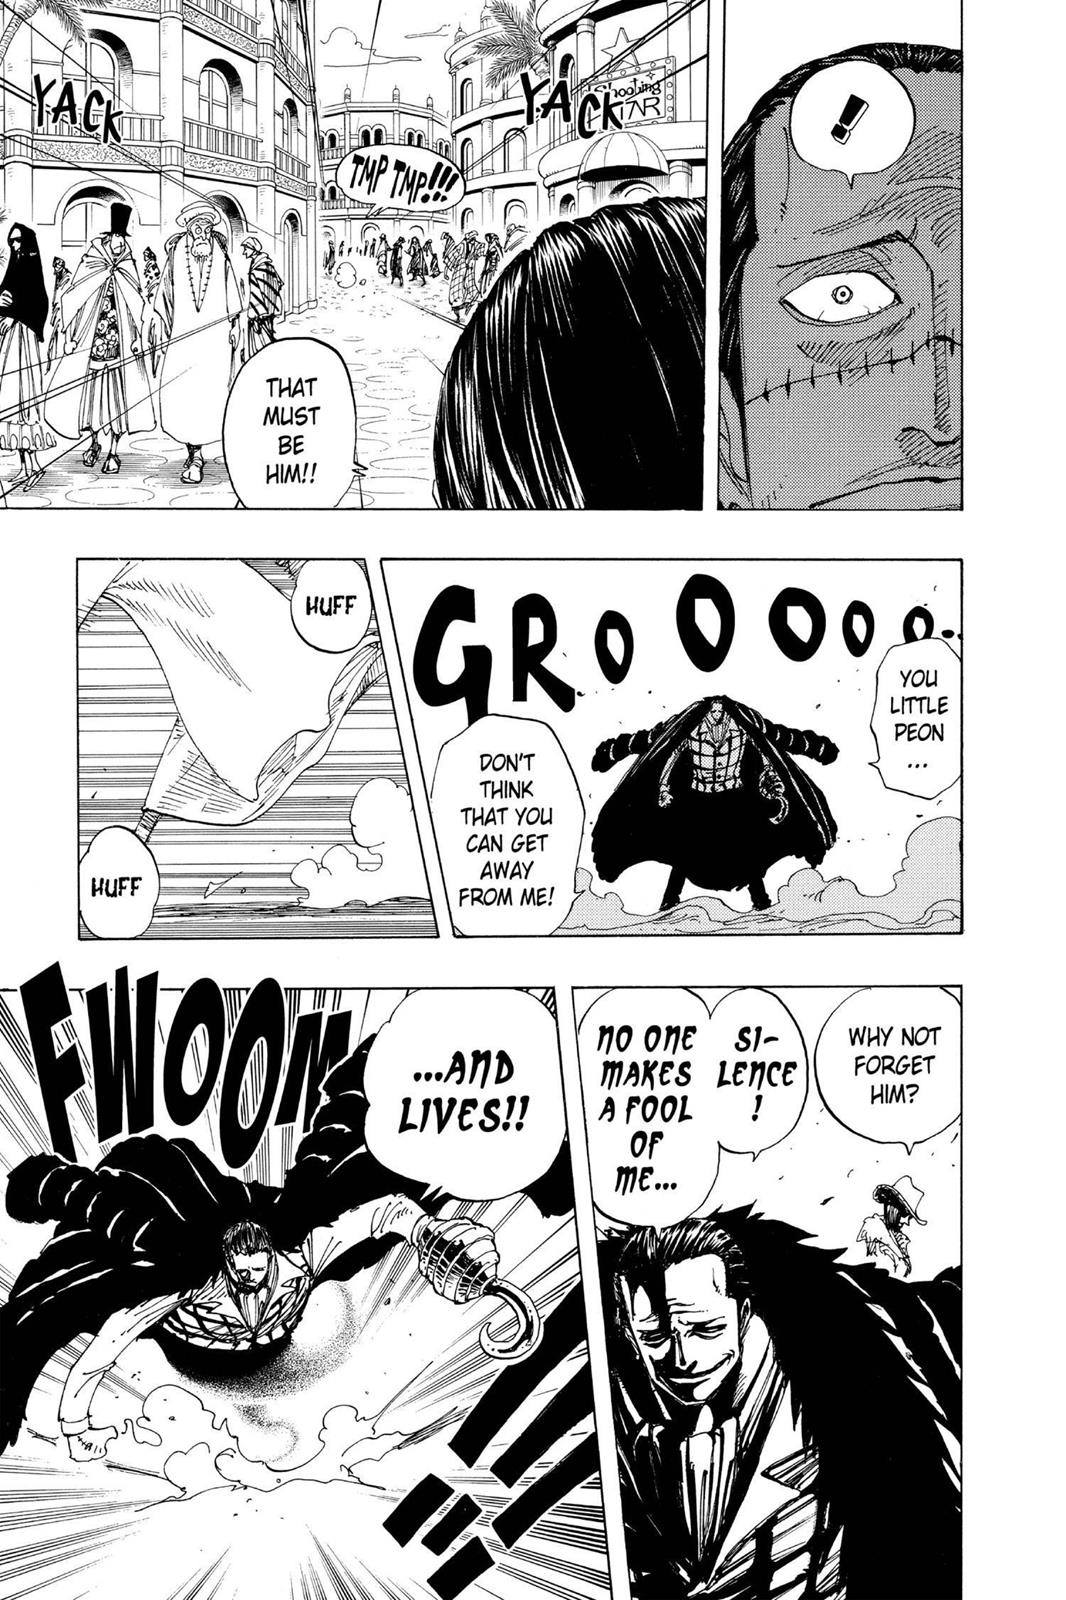 !!
YACK
Shooting
STAR
TMP TMP!!!
YACK
THAT
MUST
BE
HIM!!
GROOOOOO...
YOU
LITTLE
PEON
...
DON'T
THINK
THAT YOU
CAN GET
AWAY
FROM ME!
HUFF
HUFF
WHY NOT
FORGET
HIM?
SI-
LENCE
!
NO ONE
MAKES
A FOOL
OF
ME...
...AND
LIVES!!
FWOOM